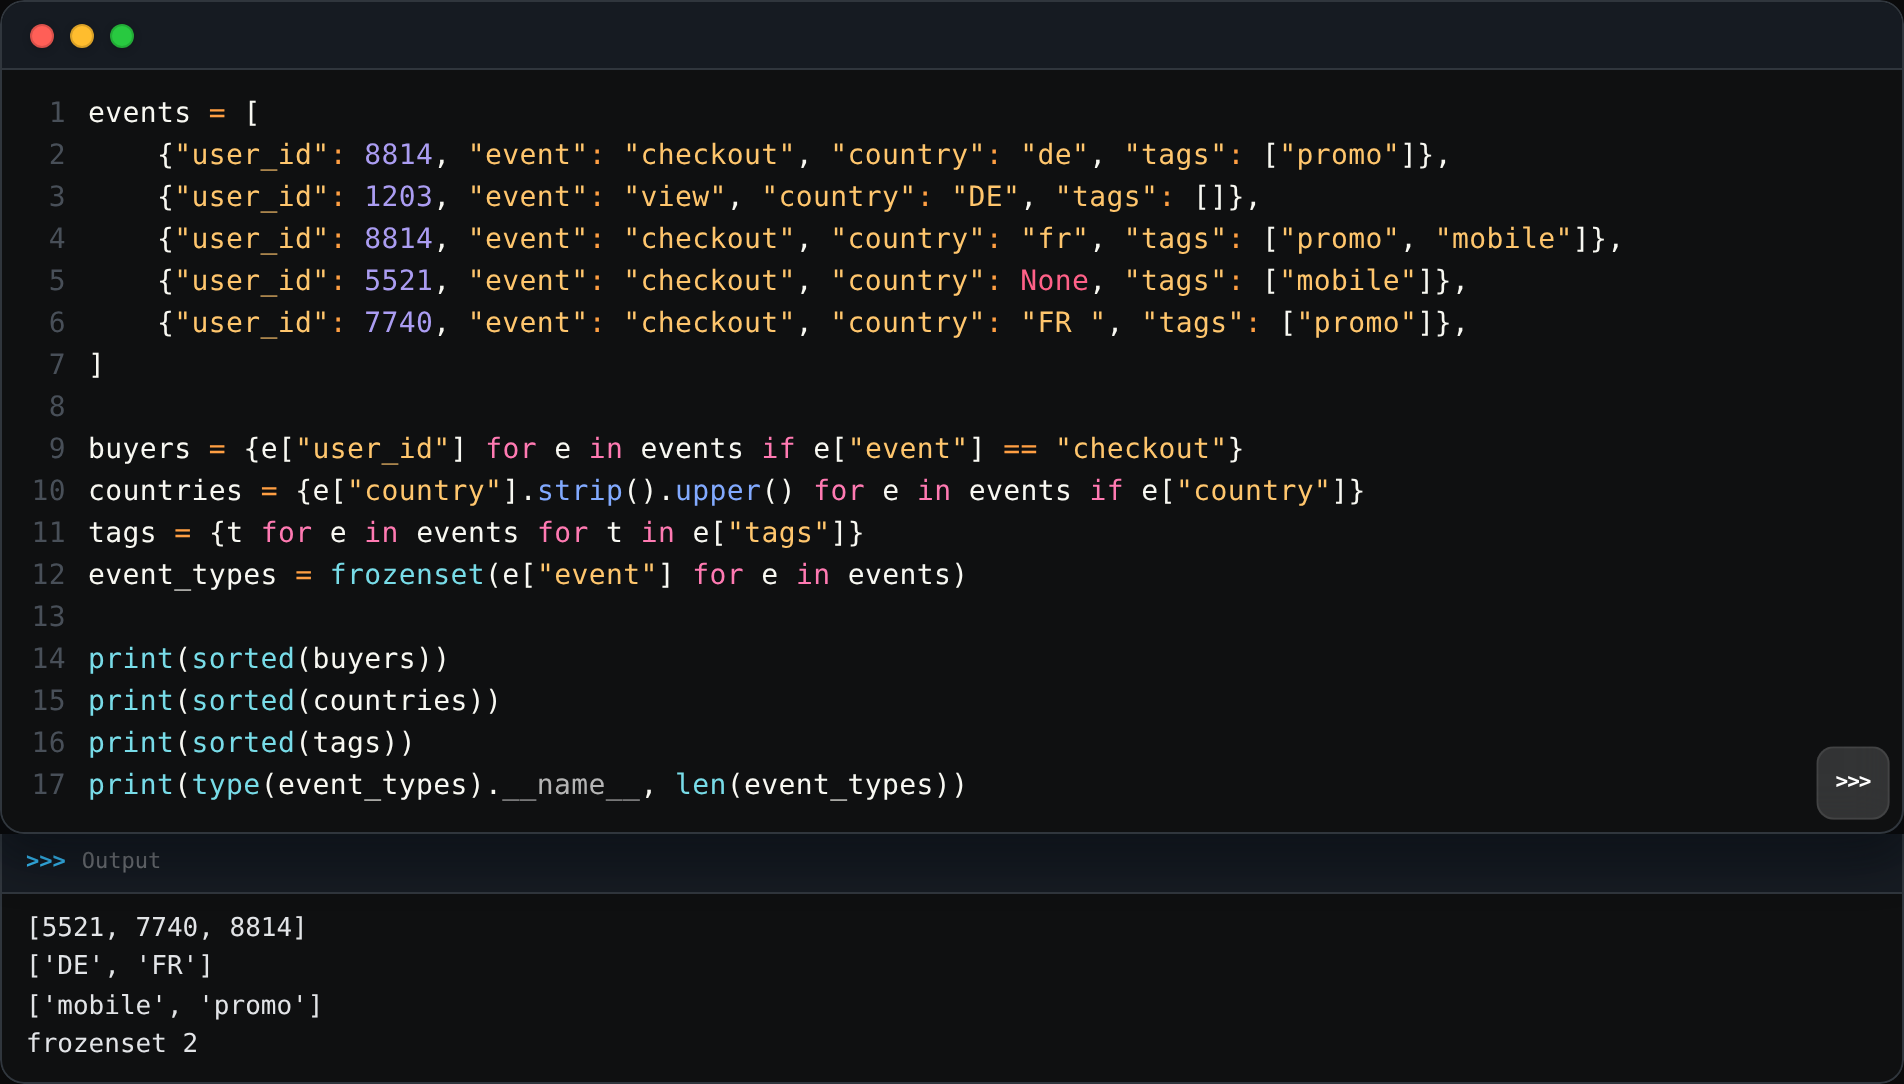 1 events = [
2     {"user_id": 8814, "event": "checkout", "country": "de", "tags": ["promo"]},
3     {"user_id": 1203, "event": "view", "country": "DE", "tags": []},
4     {"user_id": 8814, "event": "checkout", "country": "fr", "tags": ["promo", "mobile"]},
5     {"user_id": 5521, "event": "checkout", "country": None, "tags": ["mobile"]},
6     {"user_id": 7740, "event": "checkout", "country": "FR ", "tags": ["promo"]},
7 ]
8
9 buyers = {e["user_id"] for e in events if e["event"] == "checkout"}
10 countries = {e["country"].strip().upper() for e in events if e["country"]}
11 tags = {t for e in events for t in e["tags"]}
12 event_types = frozenset(e["event"] for e in events)
13
14 print(sorted(buyers))
15 print(sorted(countries))
16 print(sorted(tags))
17 print(type(event_types).__name__, len(event_types))
>>>
>>> Output
[5521, 7740, 8814]
['DE', 'FR']
['mobile', 'promo']
frozenset 2